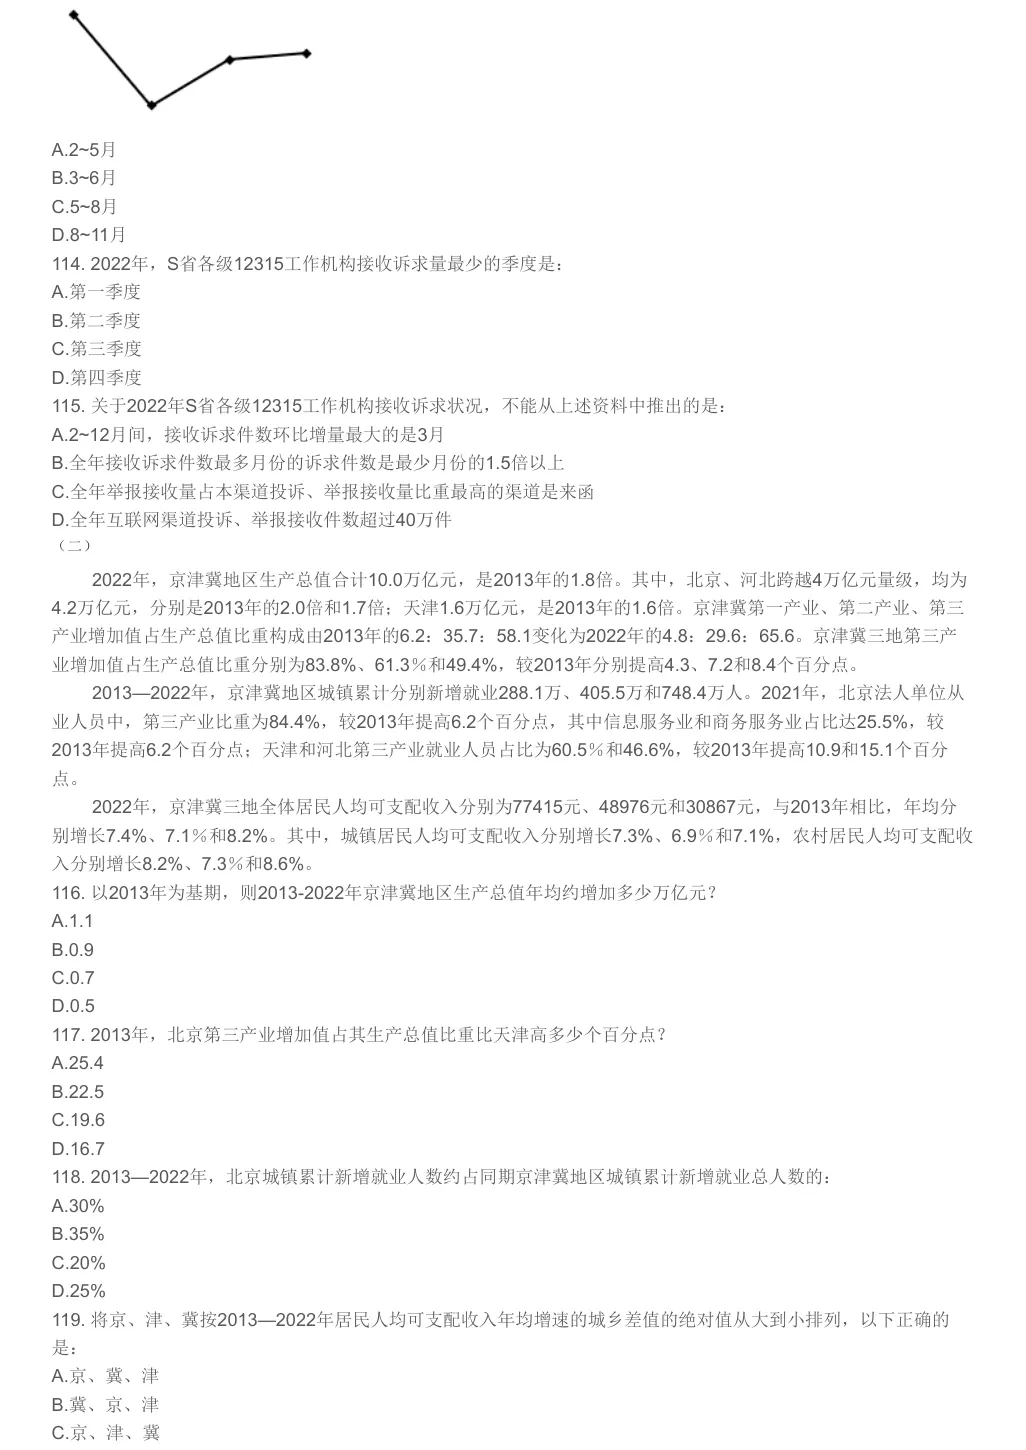 A.2~5月
B.3~6月
C.5~8月
D.8~11月
114. 2022年，S省各级12315工作机构接收诉求量最少的季度是：
A.第一季度
B.第二季度
C.第三季度
D.第四季度
115. 关于2022年S省各级12315工作机构接收诉求状况，不能从上述资料中推出的是：
A.2~12月间，接收诉求件数环比增量最大的是3月
B.全年接收诉求件数最多月份的诉求件数是最少月份的1.5倍以上
C.全年举报接收量占本渠道投诉、举报接收量比重最高的渠道是来函
D.全年互联网渠道投诉、举报接收件数超过40万件
（二）
2022年，京津冀地区生产总值合计10.0万亿元，是2013年的1.8倍。其中，北京、河北跨越4万亿元量级，均为
4.2万亿元，分别是2013年的2.0倍和1.7倍；天津1.6万亿元，是2013年的1.6倍。京津冀第一产业、第二产业、第三
产业增加值占生产总值比重构成由2013年的6.2：35.7：58.1变化为2022年的4.8：29.6：65.6。京津冀三地第三产
业增加值占生产总值比重分别为83.8%、61.3％和49.4%，较2013年分别提高4.3、7.2和8.4个百分点。
2013—2022年，京津冀地区城镇累计分别新增就业288.1万、405.5万和748.4万人。2021年，北京法人单位从
业人员中，第三产业比重为84.4%，较2013年提高6.2个百分点，其中信息服务业和商务服务业占比达25.5%，较
2013年提高6.2个百分点；天津和河北第三产业就业人员占比为60.5％和46.6%，较2013年提高10.9和15.1个百分
点。
2022年，京津冀三地全体居民人均可支配收入分别为77415元、48976元和30867元，与2013年相比，年均分
别增长7.4%、7.1％和8.2%。其中，城镇居民人均可支配收入分别增长7.3%、6.9％和7.1%，农村居民人均可支配收
入分别增长8.2%、7.3％和8.6%。
116. 以2013年为基期，则2013-2022年京津冀地区生产总值年均约增加多少万亿元？
A.1.1
B.0.9
C.0.7
D.0.5
117. 2013年，北京第三产业增加值占其生产总值比重比天津高多少个百分点？
A.25.4
B.22.5
C.19.6
D.16.7
118. 2013—2022年，北京城镇累计新增就业人数约占同期京津冀地区城镇累计新增就业总人数的：
A.30%
B.35%
C.20%
D.25%
119. 将京、津、冀按2013—2022年居民人均可支配收入年均增速的城乡差值的绝对值从大到小排列，以下正确的
是：
A.京、冀、津
B.冀、京、津
C.京、津、冀